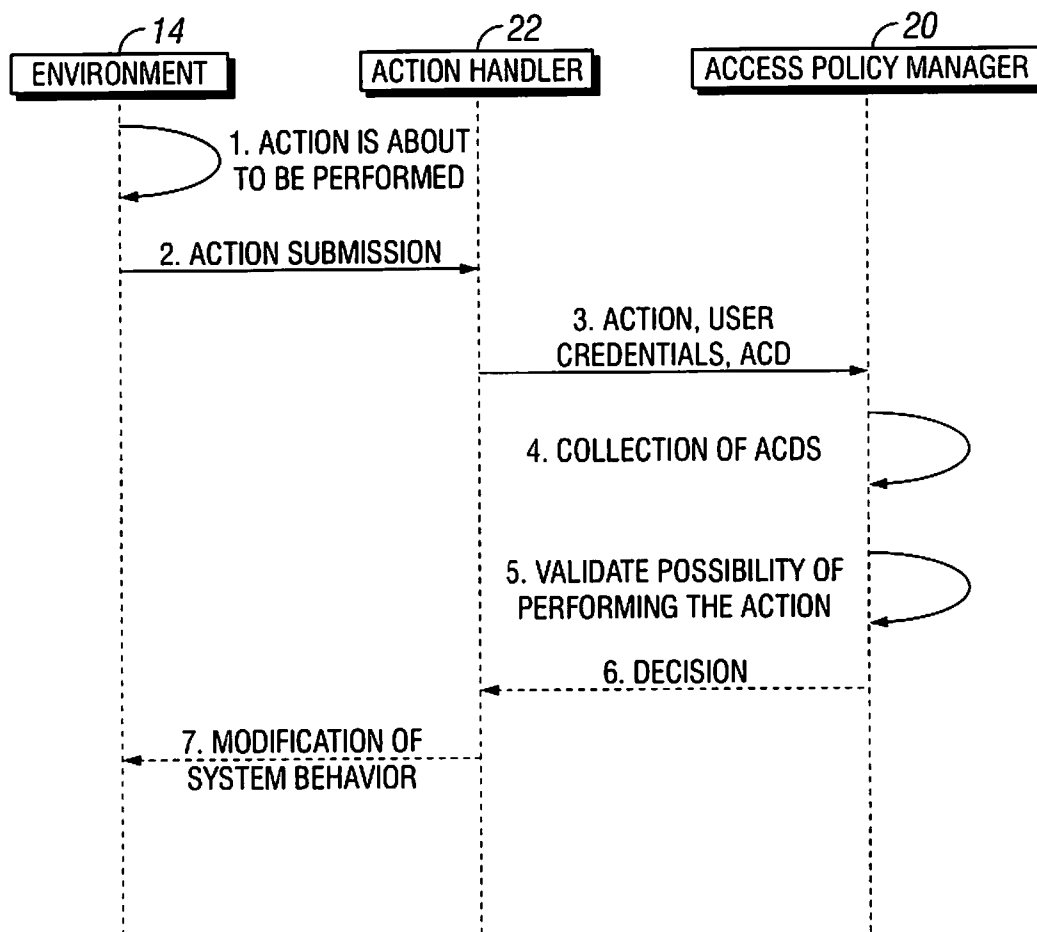 14
22
20
ENVIRONMENT
ACTION HANDLER
ACCESS POLICY MANAGER
1. ACTION IS ABOUT
TO BE PERFORMED
2. ACTION SUBMISSION
3. ACTION, USER
CREDENTIALS, ACD
4. COLLECTION OF ACDS
5. VALIDATE POSSIBILITY OF
PERFORMING THE ACTION
6. DECISION
7. MODIFICATION OF
SYSTEM BEHAVIOR